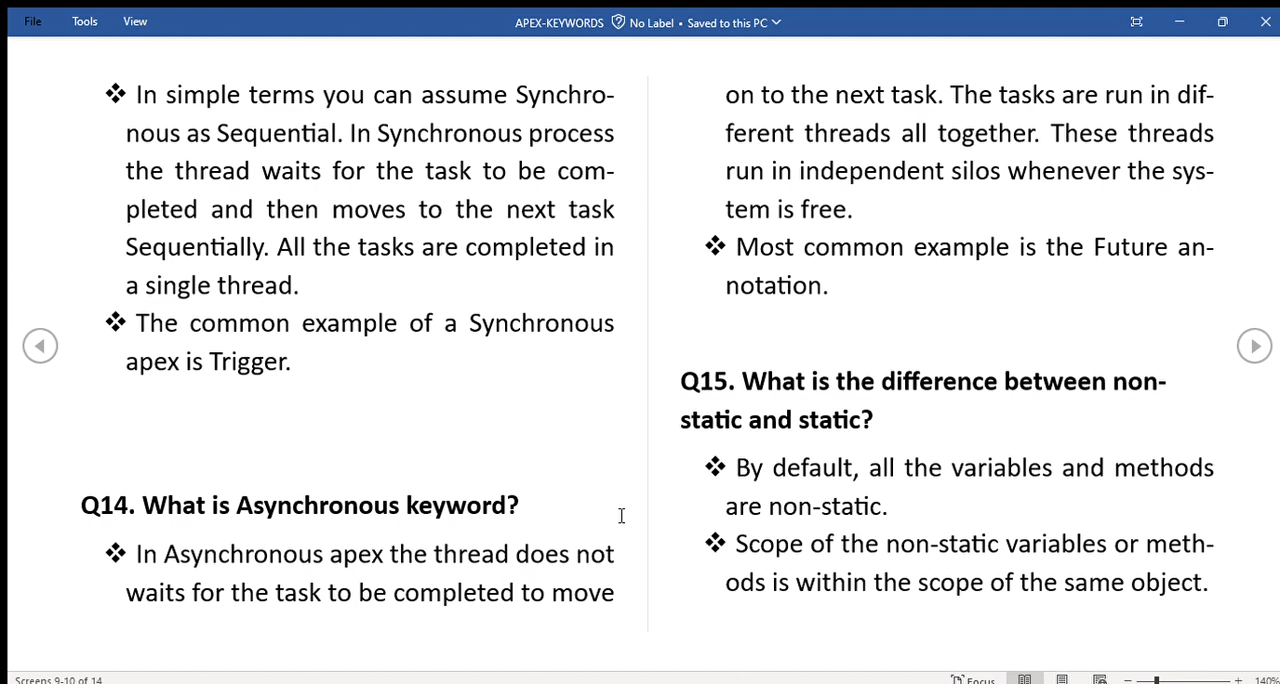 File Tools View APEX-KEYWORDS No Label • Saved to this PC
❖ In simple terms you can assume Synchro-
nous as Sequential. In Synchronous process
the thread waits for the task to be com-
pleted and then moves to the next task
Sequentially. All the tasks are completed in
a single thread.
❖ The common example of a Synchronous
apex is Trigger.
Q14. What is Asynchronous keyword?
❖ In Asynchronous apex the thread does not
waits for the task to be completed to move
on to the next task. The tasks are run in dif-
ferent threads all together. These threads
run in independent silos whenever the sys-
tem is free.
❖ Most common example is the Future an-
notation.
Q15. What is the difference between non-
static and static?
❖ By default, all the variables and methods
are non-static.
❖ Scope of the non-static variables or meth-
ods is within the scope of the same object.
Screens 9-10 of 14 Focus 140%